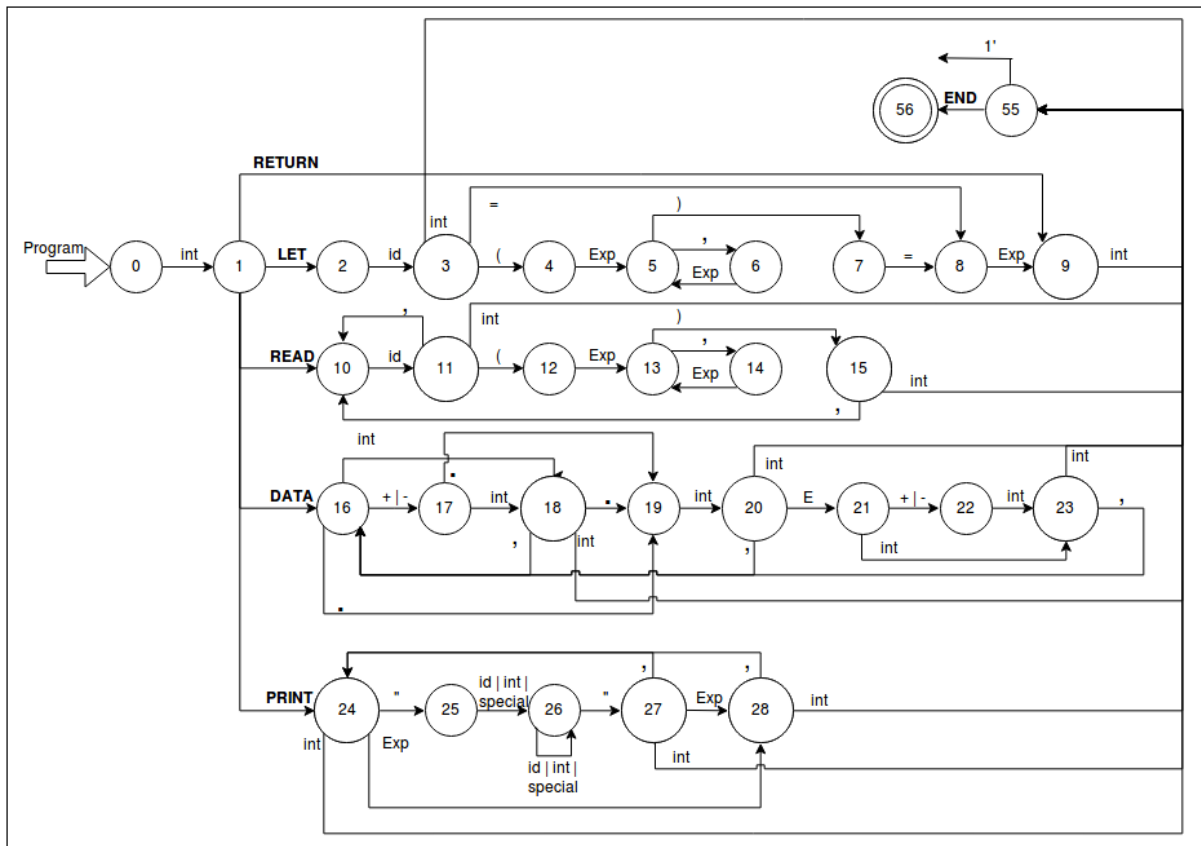 1'
56 END 55
RETURN
int = )
Program int LET id ( Exp , Exp = Exp int
0 1 2 3 4 5 6 7 8 9
, int )
READ id ( Exp , Exp int
10 11 12 13 14 15
,
int . int int
DATA + | - int . int E + | - int ,
16 17 18 19 20 21 22 23
, int , int
.
id | int |
special
, ,
PRINT " " Exp int
24 25 26 27 28
int Exp int
id | int |
special